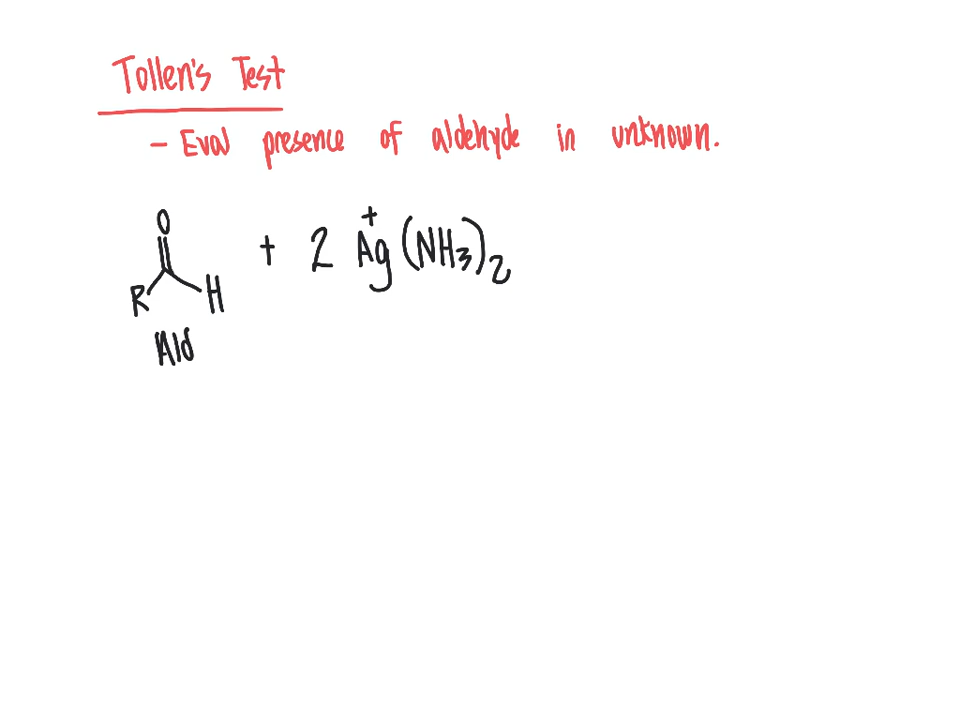 Tollen's Test
- Eval presence of aldehyde in unknown.
O
R H + 2 Ag+ (NH3)2
Ald